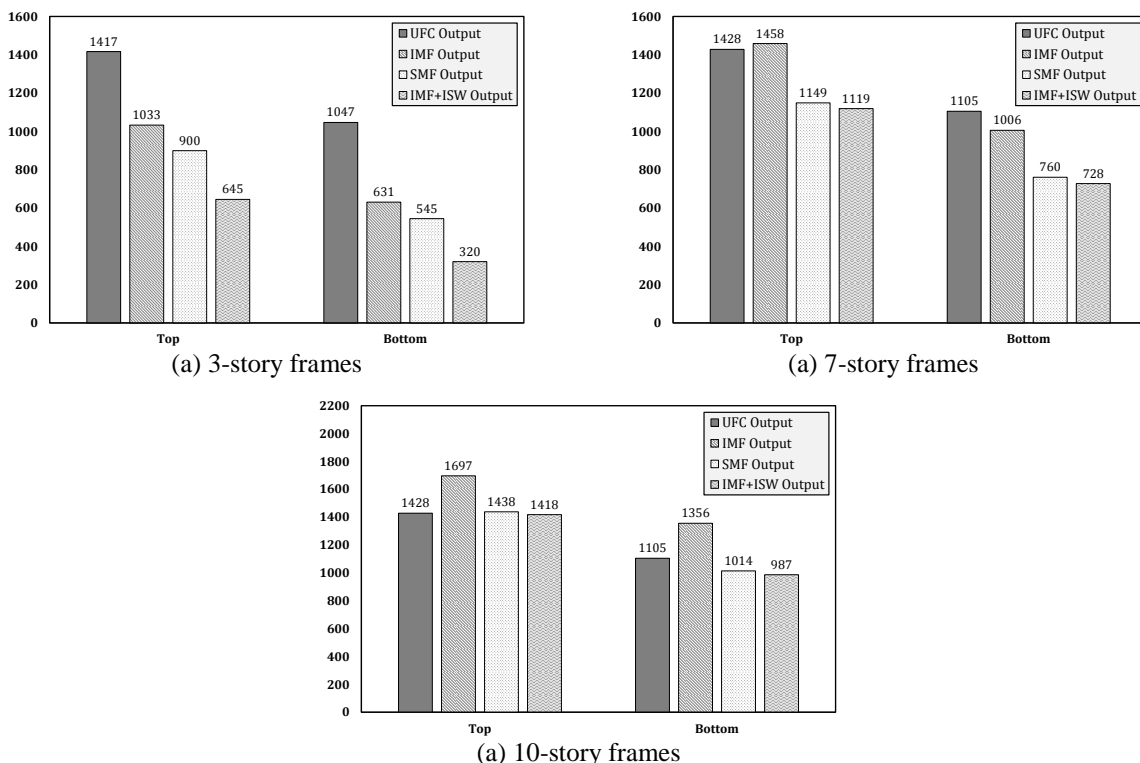 1600
1400
1200
1000
800
600
400
200
0
1417
1033
900
645
1047
631
545
320
UFC Output
IMF Output
SMF Output
IMF+ISW Output
Top
Bottom
(a) 3-story frames
1600
1400
1200
1000
800
600
400
200
0
1428
1458
1149
1119
1105
1006
760
728
UFC Output
IMF Output
SMF Output
IMF+ISW Output
Top
Bottom
(a) 7-story frames
2200
2000
1800
1600
1400
1200
1000
800
600
400
200
0
1428
1697
1438
1418
1105
1356
1014
987
UFC Output
IMF Output
SMF Output
IMF+ISW Output
Top
Bottom
(a) 10-story frames